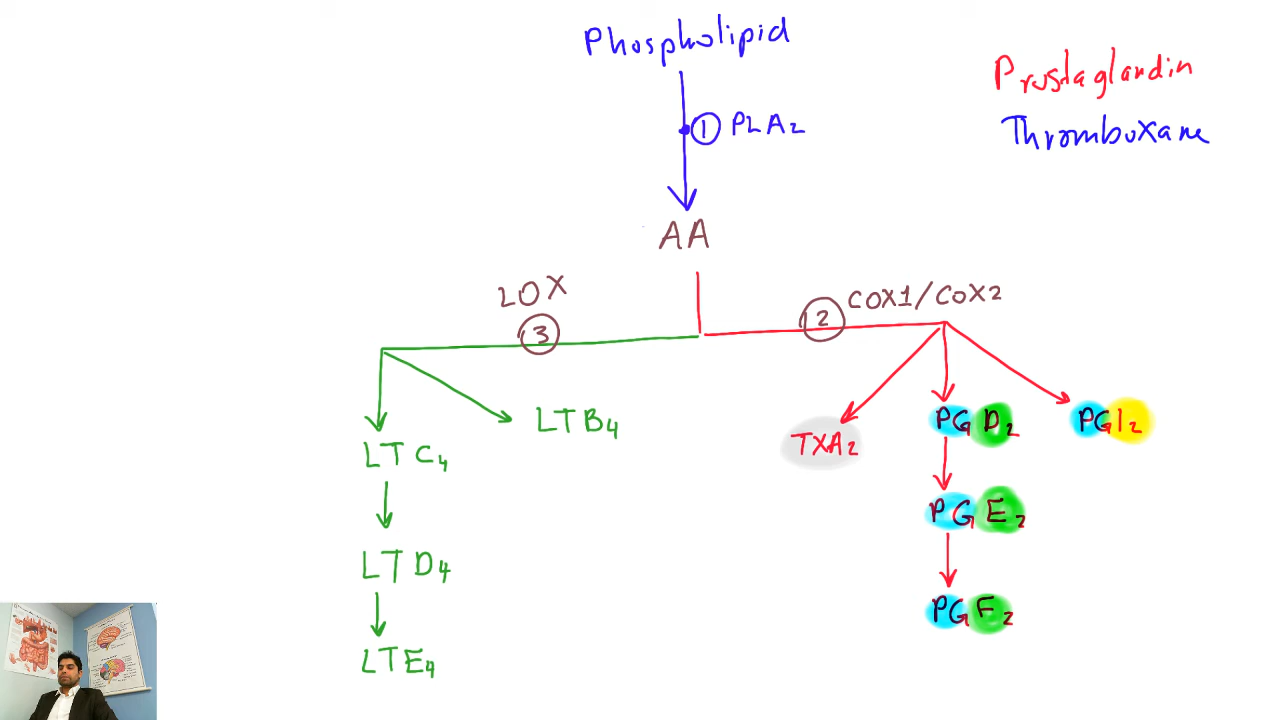 Phospholipid
Prostaglandin
Thromboxane
1 PLA2
AA
LOX
3
COX1/COX2
2
LTC4
LTB4
TXA2
PGD2
PGI2
PGE2
LTD4
PGF2
LTE4